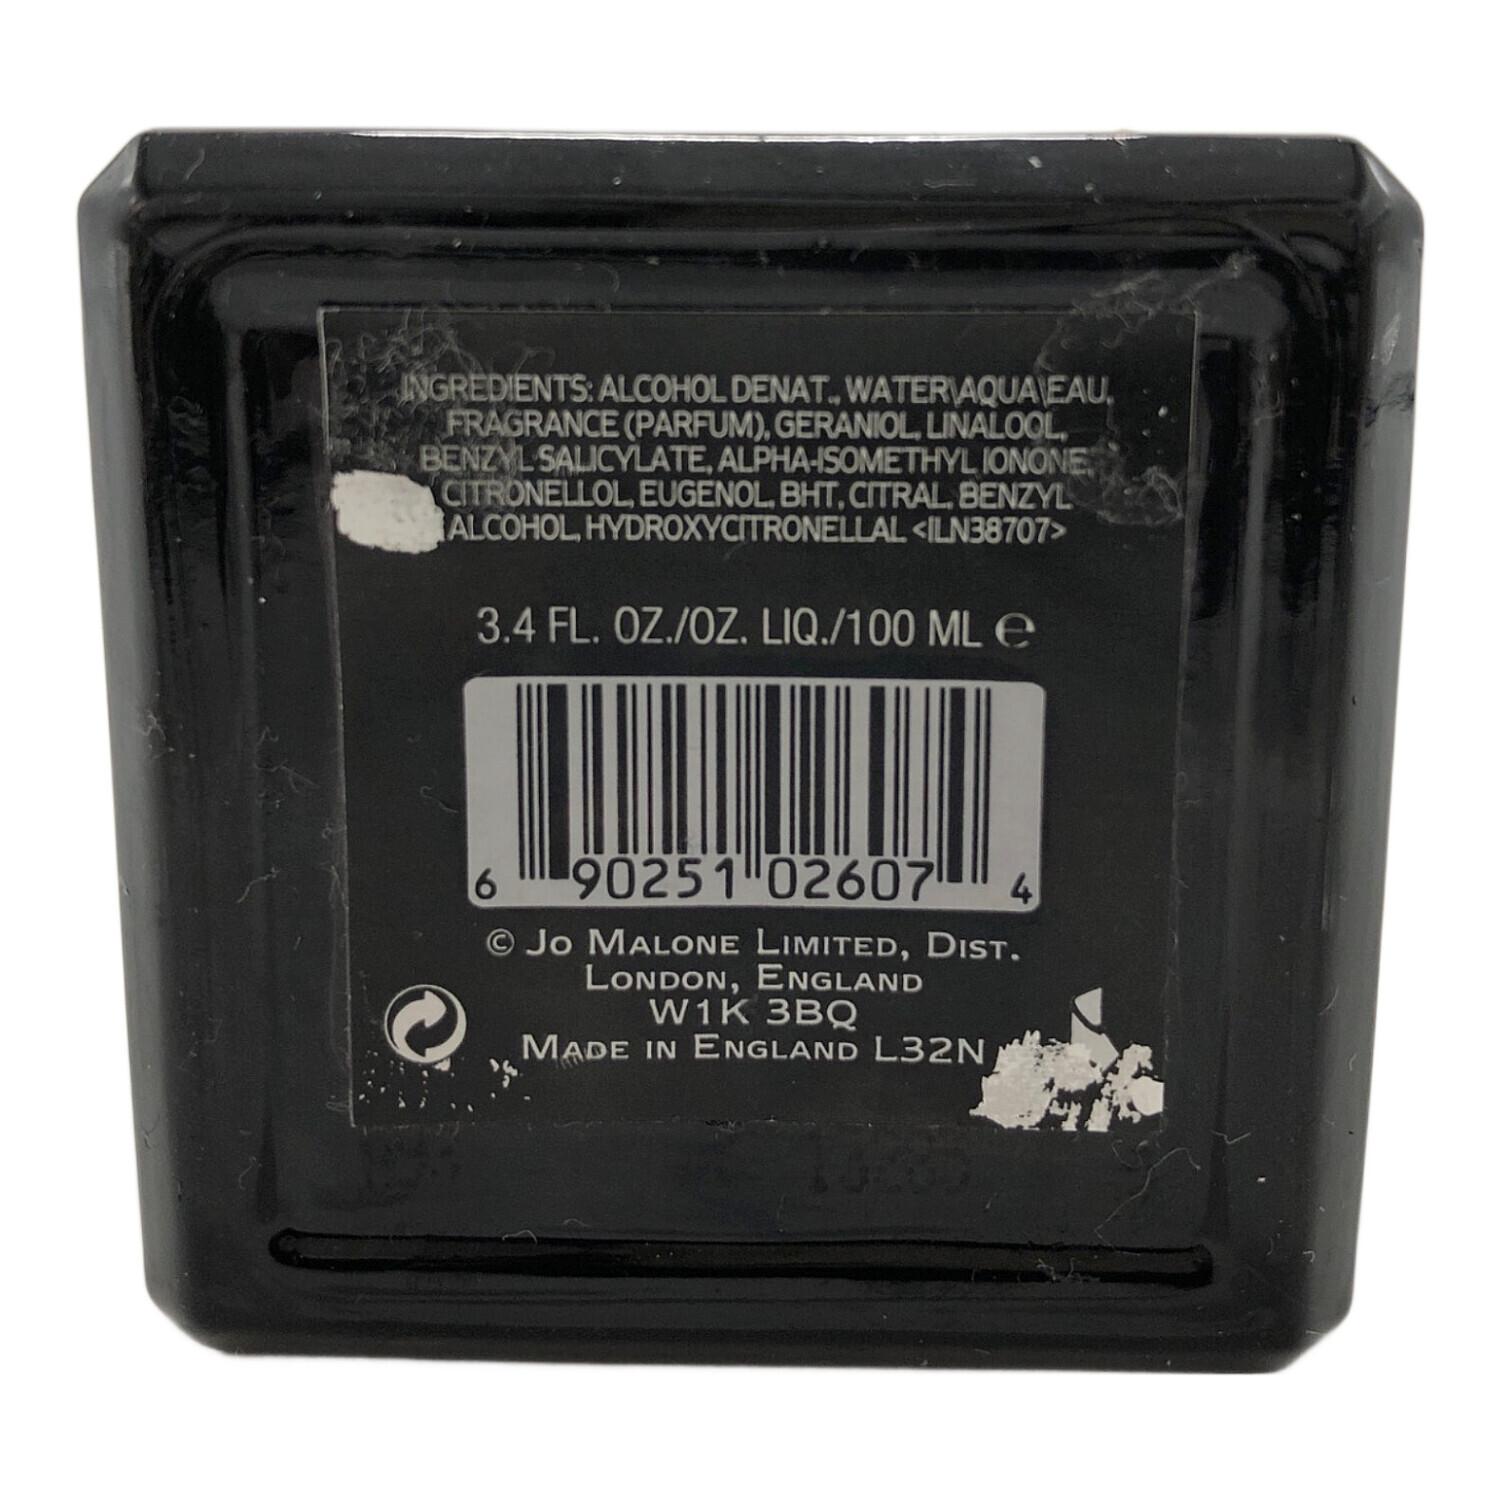 INGREDIENTS: ALCOHOL DENAT., WATER\AQUA\EAU,
FRAGRANCE (PARFUM), GERANIOL, LINALOOL,
BENZYL SALICYLATE, ALPHA-ISOMETHYL IONONE,
CITRONELLOL, EUGENOL, BHT, CITRAL, BENZYL
ALCOHOL, HYDROXYCITRONELLAL <ILN38707>
3.4 FL. OZ./OZ. LIQ./100 ML ℮
6 90251 02607 4
© JO MALONE LIMITED, DIST.
LONDON, ENGLAND
W1K 3BQ
MADE IN ENGLAND L32N